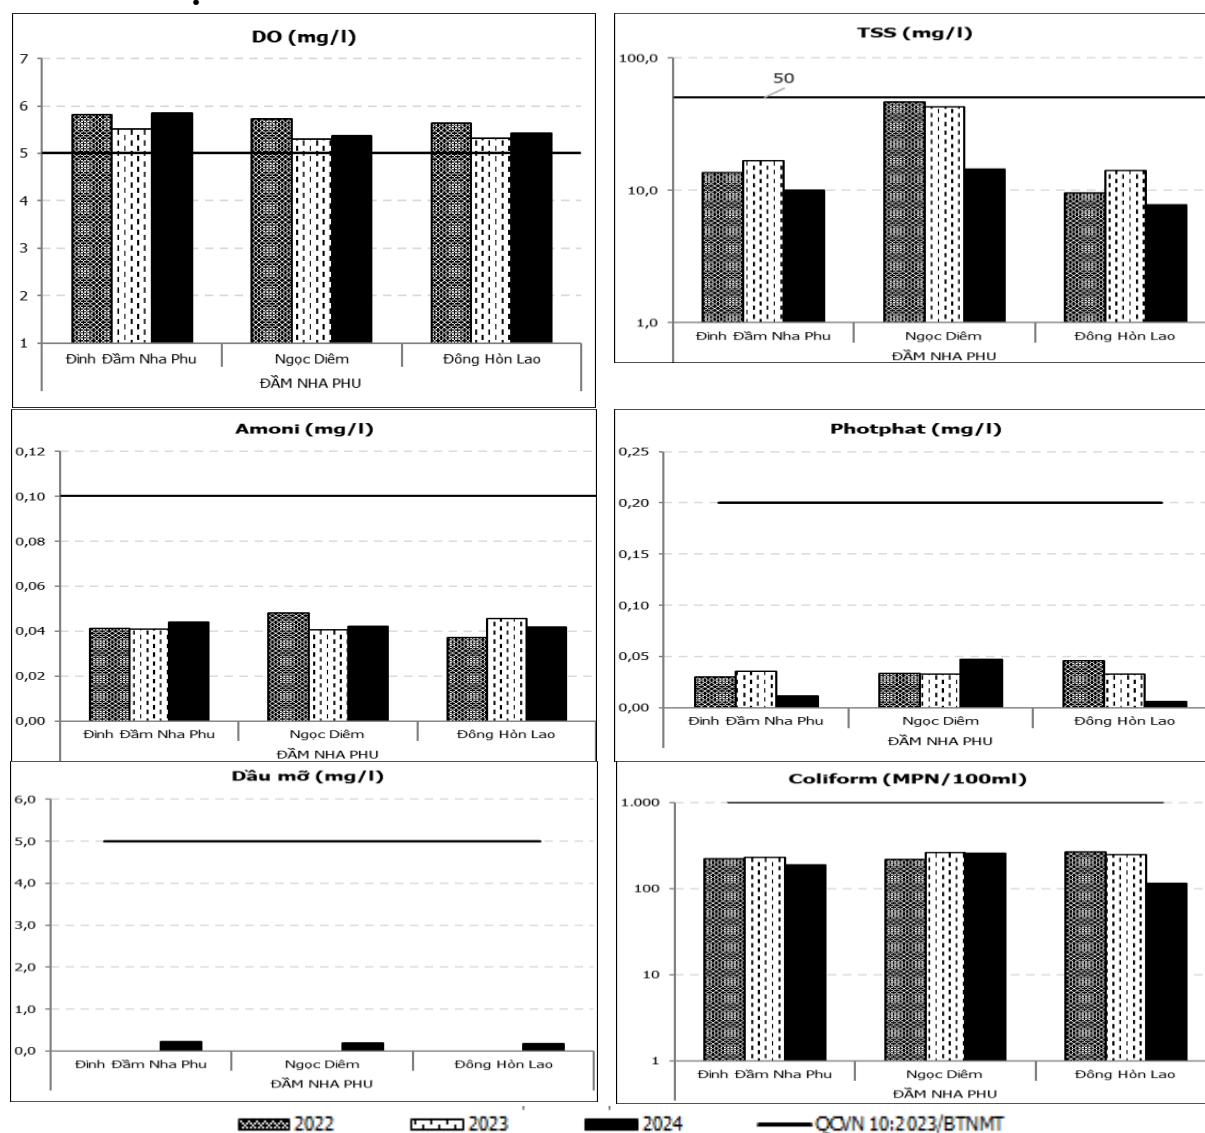 DO (mg/l)
7
6
5
4
3
2
1
Đinh Đầm Nha Phu Ngọc Diêm Đông Hòn Lao
ĐẦM NHA PHU
TSS (mg/l)
100,0
50
10,0
1,0
Đinh Đầm Nha Phu Ngọc Diêm Đông Hòn Lao
ĐẦM NHA PHU
Amoni (mg/l)
0,12
0,10
0,08
0,06
0,04
0,02
0,00
Đinh Đầm Nha Phu Ngọc Diêm Đông Hòn Lao
ĐẦM NHA PHU
Photphat (mg/l)
0,25
0,20
0,15
0,10
0,05
0,00
Đinh Đầm Nha Phu Ngọc Diêm Đông Hòn Lao
ĐẦM NHA PHU
Dầu mỡ (mg/l)
6,0
5,0
4,0
3,0
2,0
1,0
0,0
Đinh Đầm Nha Phu Ngọc Diêm Đông Hòn Lao
ĐẦM NHA PHU
Coliform (MPN/100ml)
1.000
100
10
1
Đinh Đầm Nha Phu Ngọc Diêm Đông Hòn Lao
ĐẦM NHA PHU
2022 2023 2024 QCVN 10:2023/BTNMT